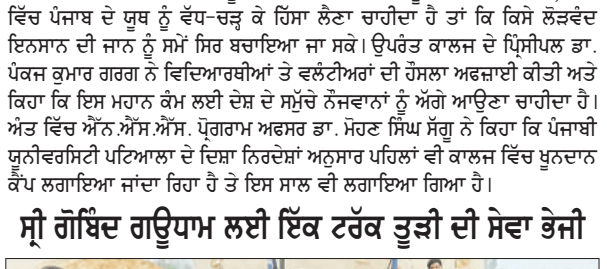 ਵਿੱਚ ਪੰਜਾਬ ਦੇ ਯੂਥ ਨੂੰ ਵੱਧ-ਚੜ੍ਹ ਕੇ ਹਿੱਸਾ ਲੈਣਾ ਚਾਹੀਦਾ ਹੈ ਤਾਂ ਕਿ ਕਿਸੇ ਲੋੜਵੰਦ
ਇਨਸਾਨ ਦੀ ਜਾਨ ਨੂੰ ਸਮੇਂ ਸਿਰ ਬਚਾਇਆ ਜਾ ਸਕੇ। ਉਪਰੰਤ ਕਾਲਜ ਦੇ ਪ੍ਰਿੰਸੀਪਲ ਡਾ.
ਪੰਕਜ ਕੁਮਾਰ ਗਰਗ ਨੇ ਵਿਦਿਆਰਥੀਆਂ ਤੇ ਵਲੰਟੀਅਰਾਂ ਦੀ ਹੌਸਲਾ ਅਫਜ਼ਾਈ ਕੀਤੀ ਅਤੇ
ਕਿਹਾ ਕਿ ਇਸ ਮਹਾਨ ਕੰਮ ਲਈ ਦੇਸ਼ ਦੇ ਸਮੁੱਚੇ ਨੌਜਵਾਨਾਂ ਨੂੰ ਅੱਗੇ ਆਉਣਾ ਚਾਹੀਦਾ ਹੈ।
ਅੰਤ ਵਿੱਚ ਐੱਨ.ਐੱਸ.ਐੱਸ. ਪ੍ਰੋਗਰਾਮ ਅਫਸਰ ਡਾ. ਮੋਹਣ ਸਿੰਘ ਸੱਗੂ ਨੇ ਕਿਹਾ ਕਿ ਪੰਜਾਬੀ
ਯੂਨੀਵਰਸਿਟੀ ਪਟਿਆਲਾ ਦੇ ਦਿਸ਼ਾ ਨਿਰਦੇਸ਼ਾਂ ਅਨੁਸਾਰ ਪਹਿਲਾਂ ਵੀ ਕਾਲਜ ਵਿੱਚ ਖੂਨਦਾਨ
ਕੈਂਪ ਲਗਾਇਆ ਜਾਂਦਾ ਰਿਹਾ ਹੈ ਤੇ ਇਸ ਸਾਲ ਵੀ ਲਗਾਇਆ ਗਿਆ ਹੈ।
ਸ੍ਰੀ ਗੋਬਿੰਦ ਗਊਧਾਮ ਲਈ ਇੱਕ ਟਰੱਕ ਤੂੜੀ ਦੀ ਸੇਵਾ ਭੇਜੀ